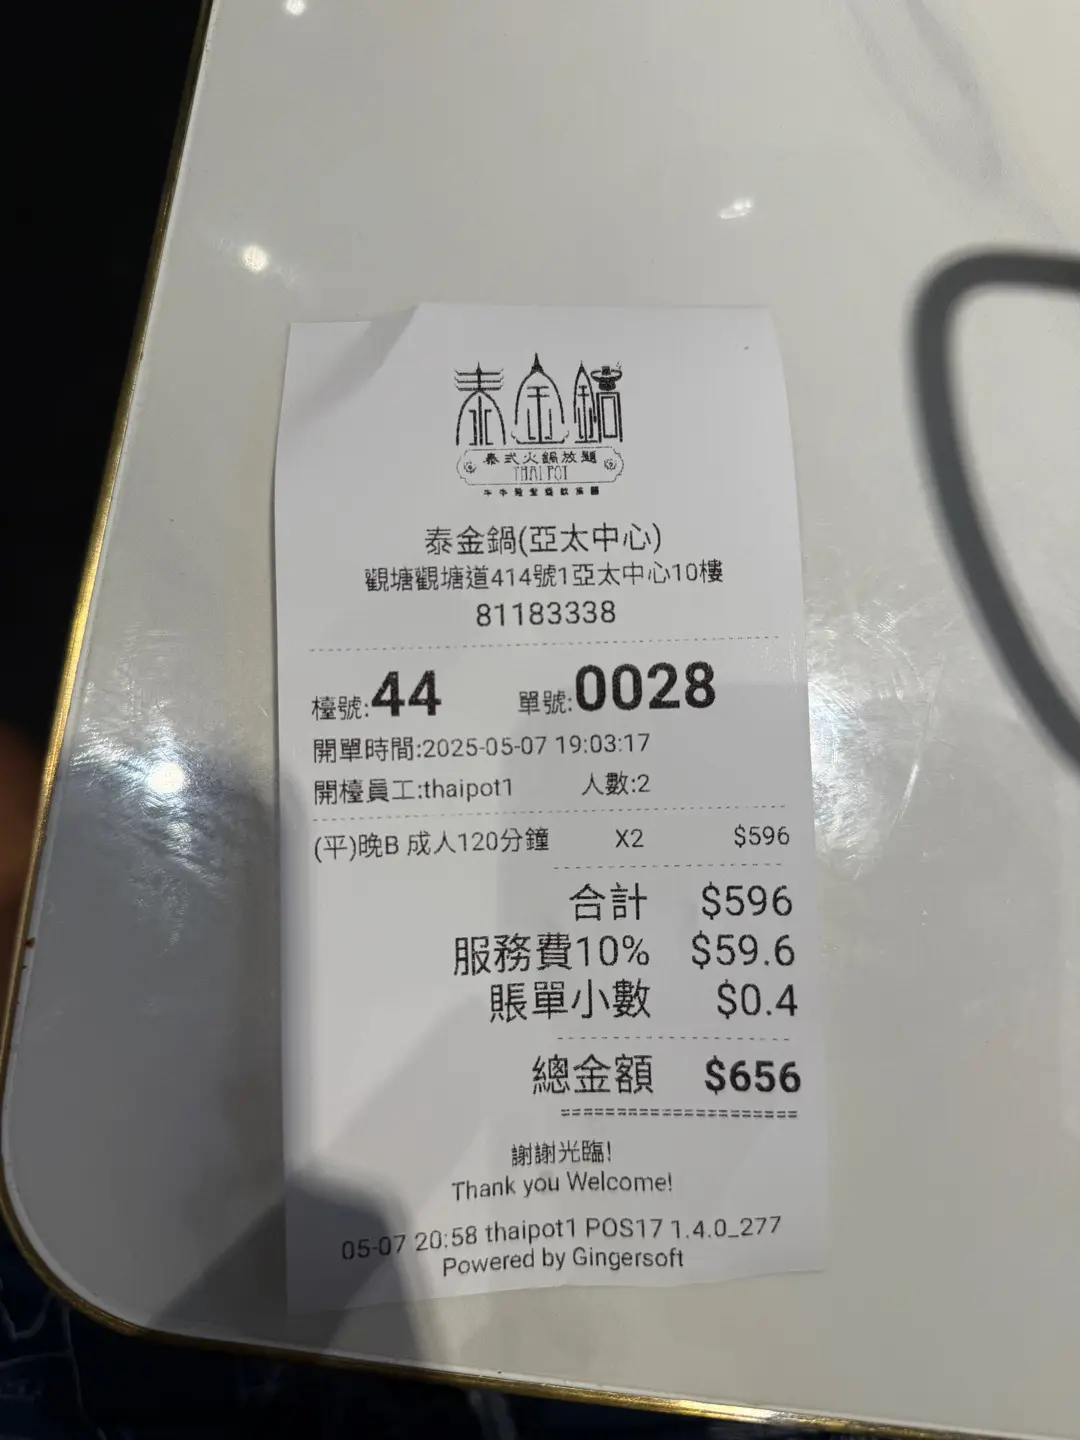 泰金鍋
泰式火鍋放題
THAI POT
泰金鍋(亞太中心)
觀塘觀塘道414號1亞太中心10樓
81183338
檯號:44 單號:0028
開單時間:2025-05-07 19:03:17
開檯員工:thaipot1 人數:2
(平)晚B 成人120分鐘 X2 $596
合計 $596
服務費10% $59.6
賬單小數 $0.4
總金額 $656
謝謝光臨!
Thank you Welcome!
05-07 20:58 thaipot1 POS17 1.4.0_277
Powered by Gingersoft